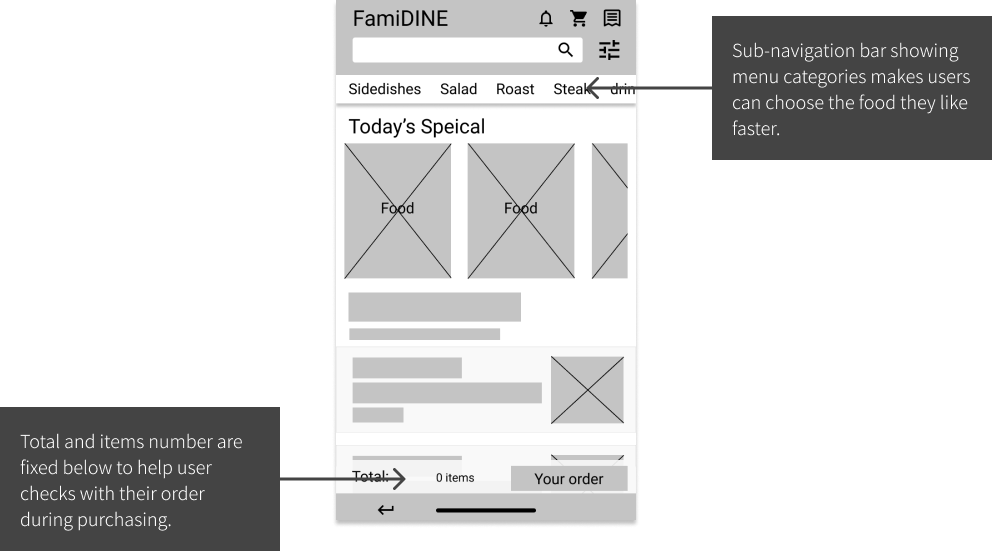 FamiDINE
Sidedishes Salad Roast Steak drin
Today's Speical
Food Food
Total: 0 items Your order
Sub-navigation bar showing
menu categories makes users
can choose the food they like
faster.
Total and items number are
fixed below to help user
checks with their order
during purchasing.